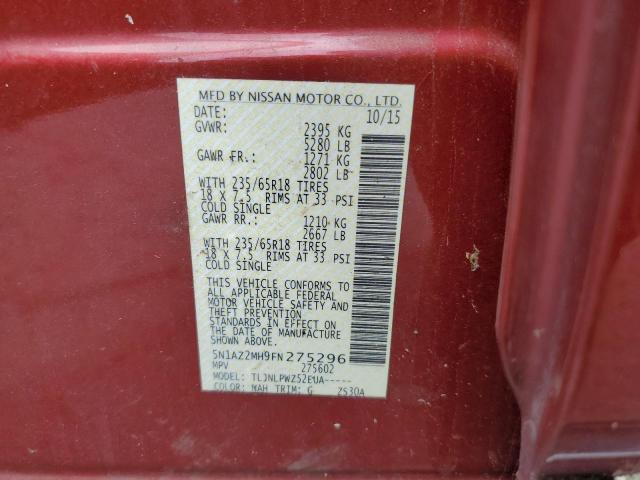 MFD BY NISSAN MOTOR CO., LTD.
DATE: 10/15
GVWR: 2395 KG
5280 LB
GAWR FR.: 1271 KG
2802 LB
WITH 235/65R18 TIRES
18 X 7.5 RIMS AT 33 PSI
COLD SINGLE
GAWR RR.: 1210 KG
2667 LB
WITH 235/65R18 TIRES
18 X 7.5 RIMS AT 33 PSI
COLD SINGLE
THIS VEHICLE CONFORMS TO
ALL APPLICABLE FEDERAL
MOTOR VEHICLE SAFETY AND
THEFT PREVENTION
STANDARDS IN EFFECT ON
THE DATE OF MANUFACTURE
SHOWN ABOVE.
5N1AZ2MH9FN275296
MPV 275602
MODEL: TLJNLPWZ52EUA-----
COLOR: NAH TRIM: G Z530A